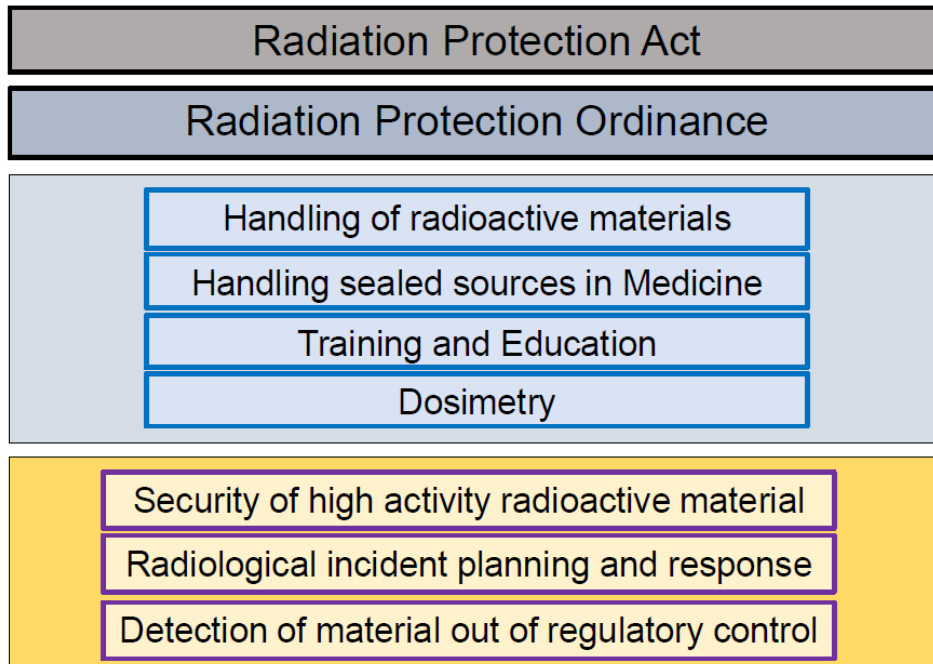 Radiation Protection Act
Radiation Protection Ordinance
Handling of radioactive materials
Handling sealed sources in Medicine
Training and Education
Dosimetry
Security of high activity radioactive material
Radiological incident planning and response
Detection of material out of regulatory control